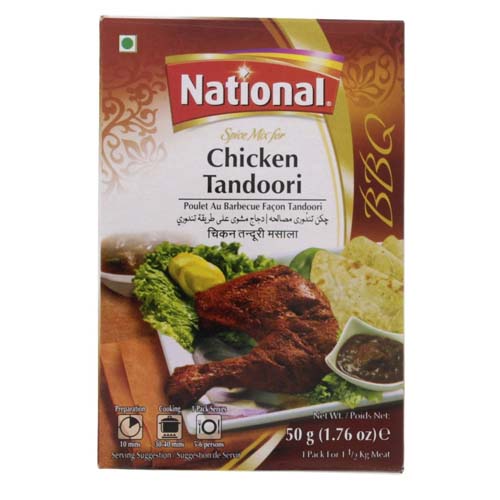 National®
Spice Mix for
Chicken
Tandoori
Poulet Au Barbecue Façon Tandoori
چکن تندوری مصالحه | دجاج مشوي على طريقة تندوري
चिकन तन्दूरी मसाला
BBQ
Preparation Cooking 1 Pack Serves
10 mins 30-40 mins 5-6 persons
Serving Suggestion / Suggestion de Service
Net Wt. / Poids Net:
50 g (1.76 oz) ℮
1 Pack For 1 1/2 Kg Meat